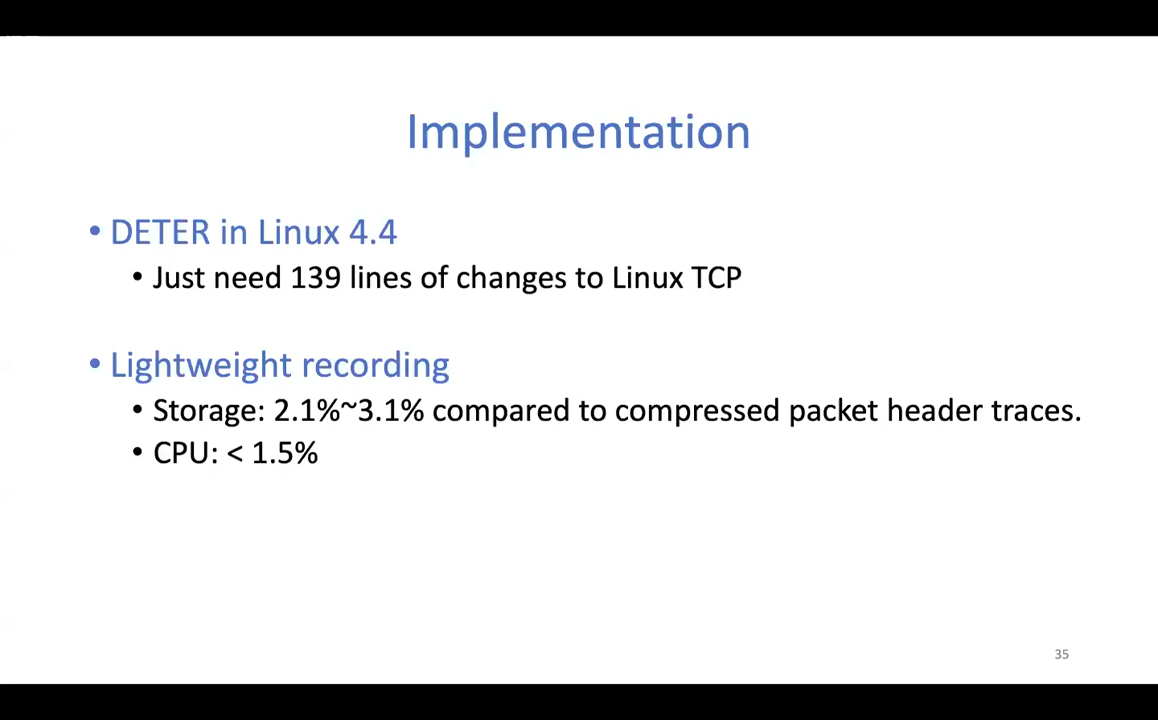 Implementation
• DETER in Linux 4.4
• Just need 139 lines of changes to Linux TCP
• Lightweight recording
• Storage: 2.1%~3.1% compared to compressed packet header traces.
• CPU: < 1.5%
35